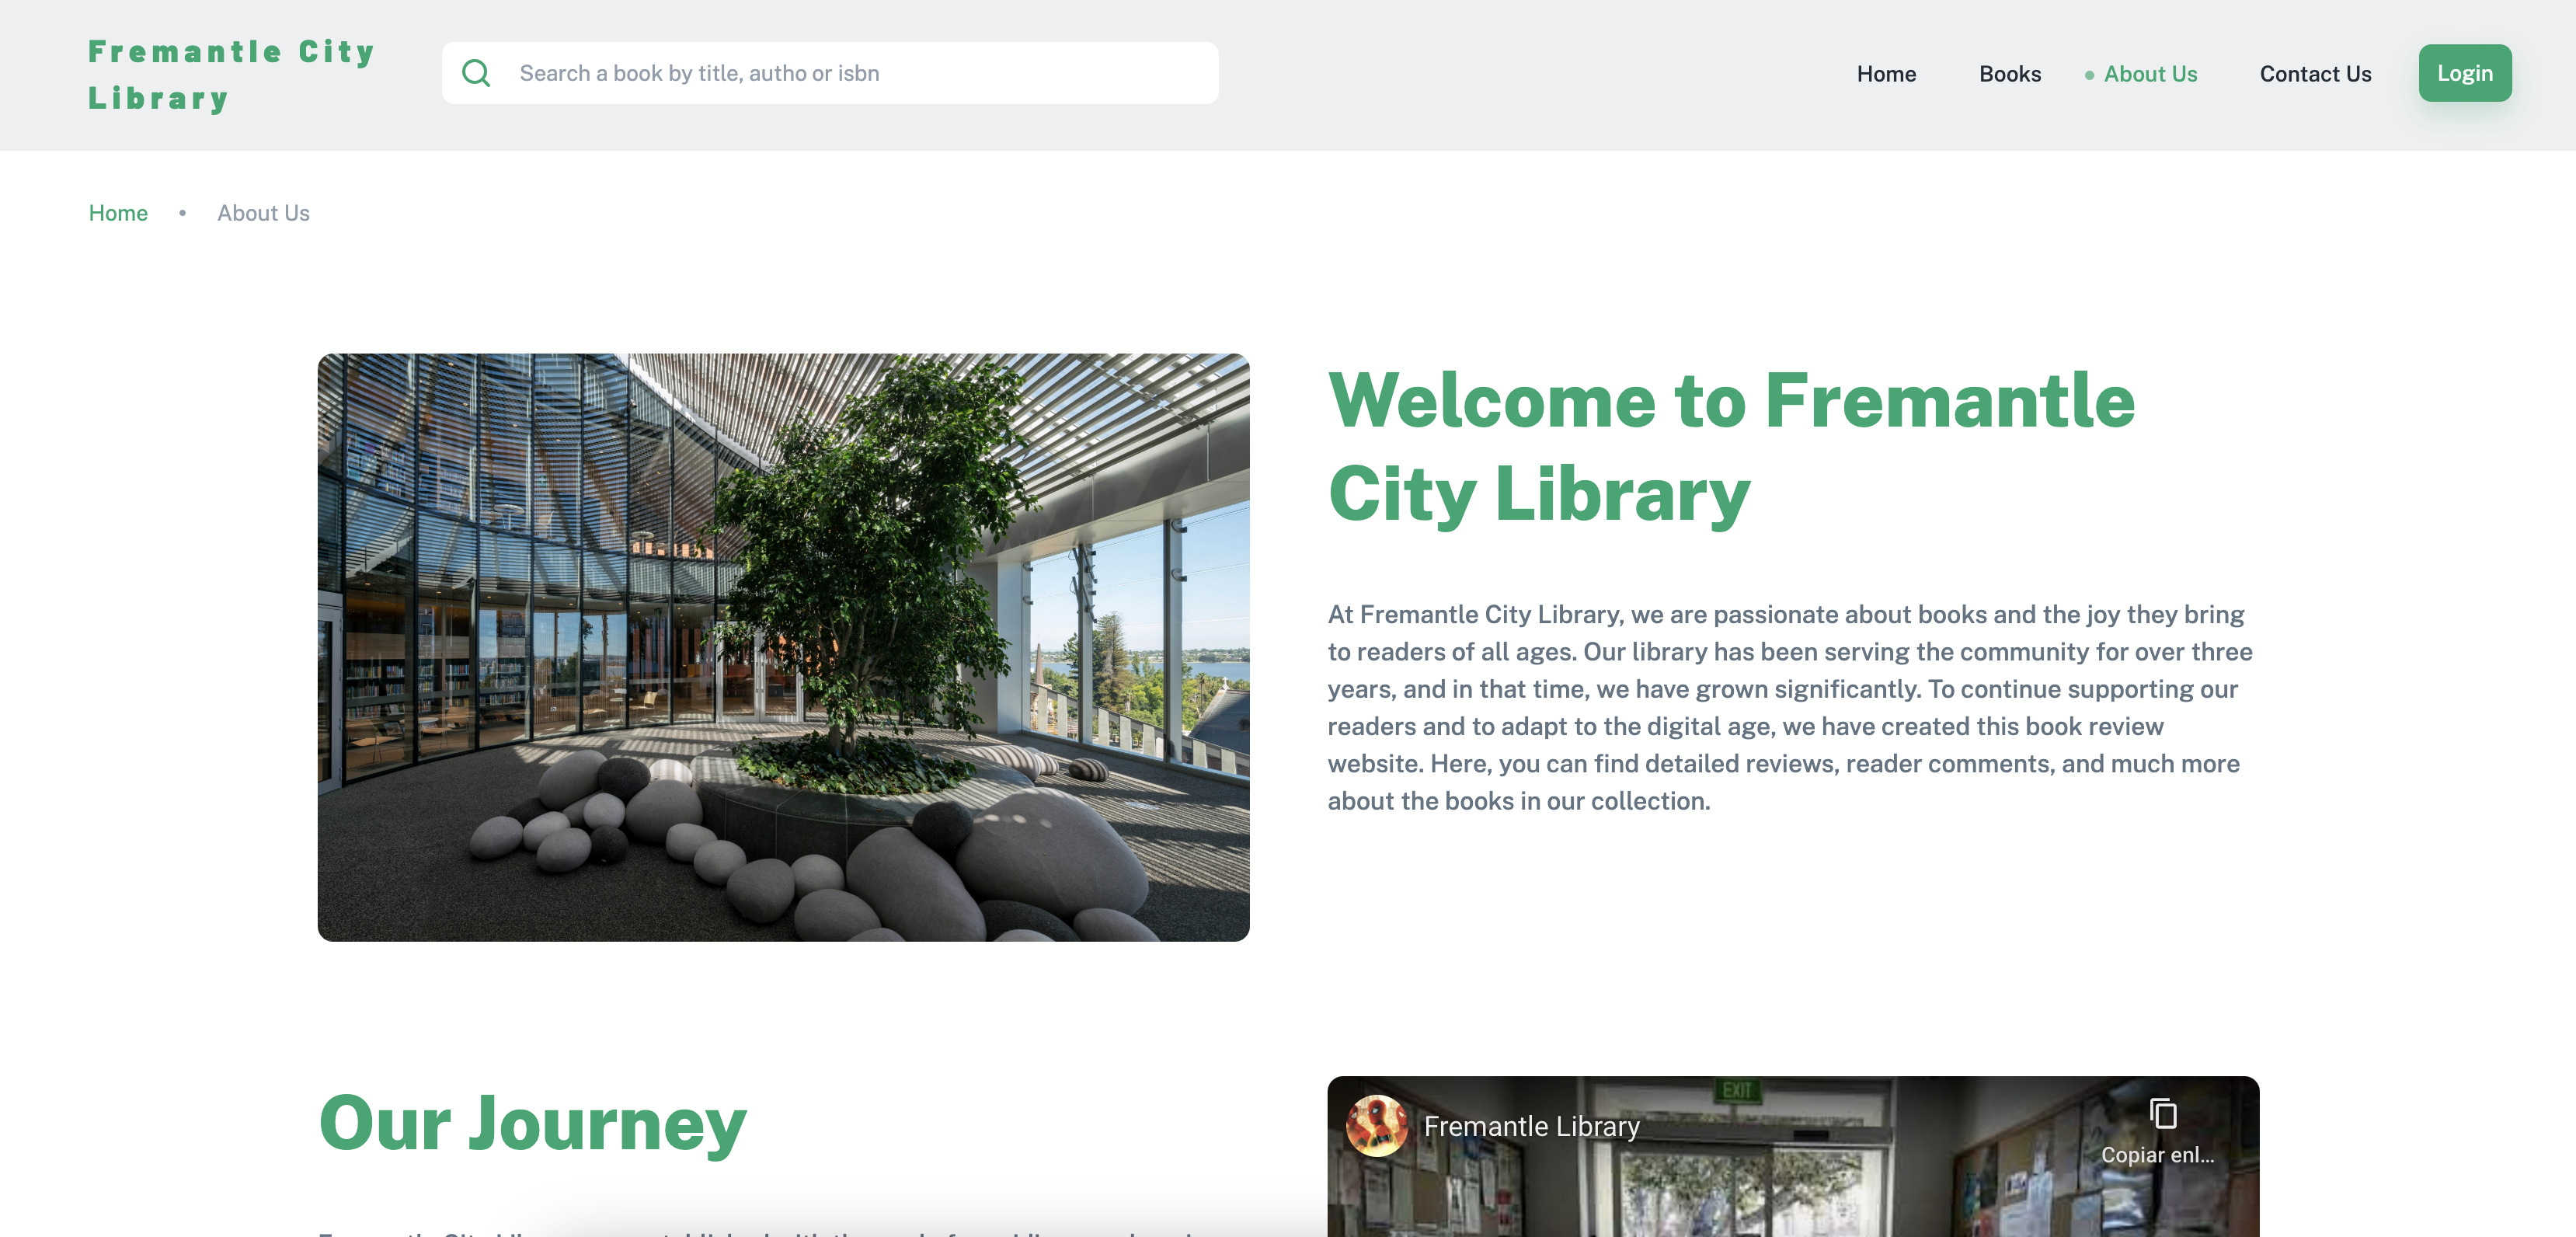 Fremantle City
Library
Search a book by title, autho or isbn
Home
Books
About Us
Contact Us
Login
Home • About Us
Welcome to Fremantle
City Library
At Fremantle City Library, we are passionate about books and the joy they bring
to readers of all ages. Our library has been serving the community for over three
years, and in that time, we have grown significantly. To continue supporting our
readers and to adapt to the digital age, we have created this book review
website. Here, you can find detailed reviews, reader comments, and much more
about the books in our collection.
Our Journey
EXIT
Fremantle Library
Copiar enl...